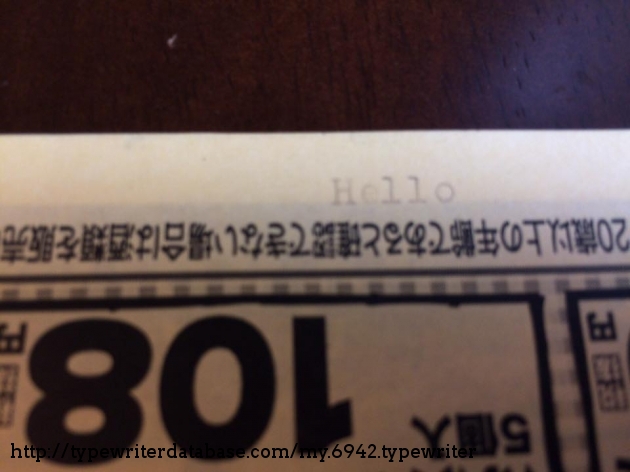 Hello
20歳以上の年齢であると確認できない場合は酒類を販売
円
108
円
5個入
http://typewriterdatabase.com/my.6942.typewriter